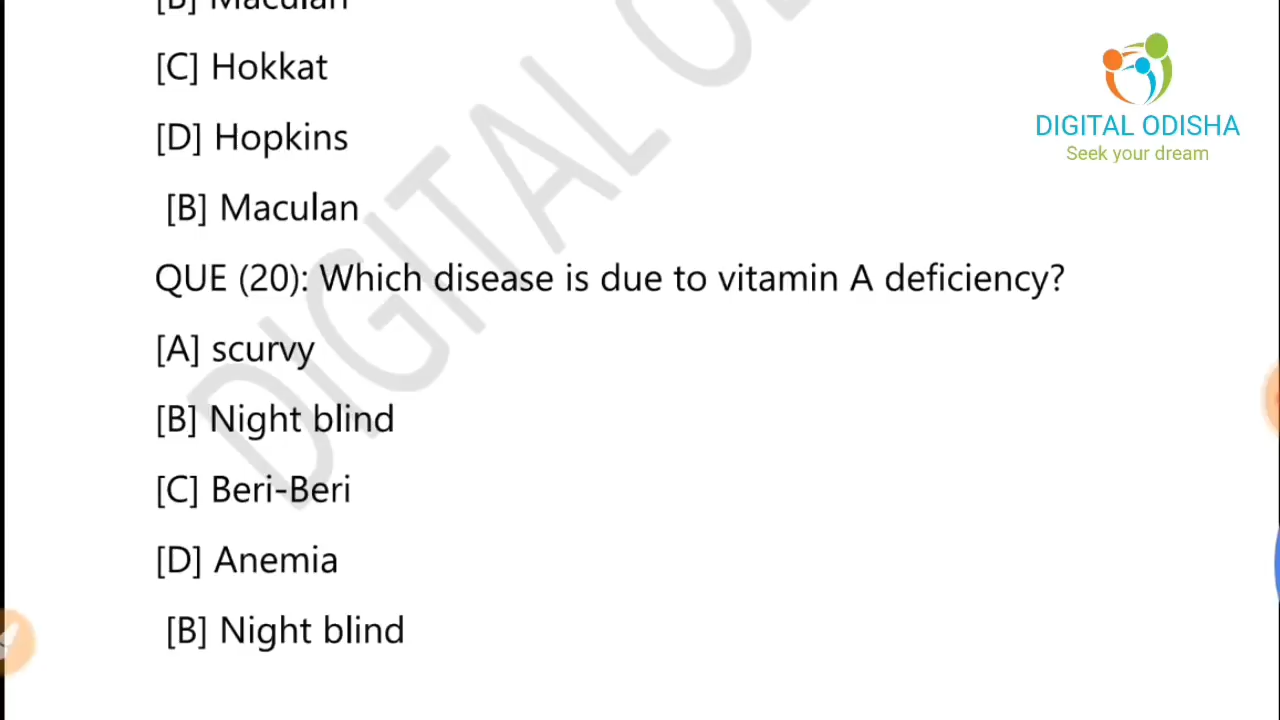 [B] Maculan
[C] Hokkat
[D] Hopkins
[B] Maculan
QUE (20): Which disease is due to vitamin A deficiency?
[A] scurvy
[B] Night blind
[C] Beri-Beri
[D] Anemia
[B] Night blind
DIGITAL ODISHA
Seek your dream
DIGITAL OD